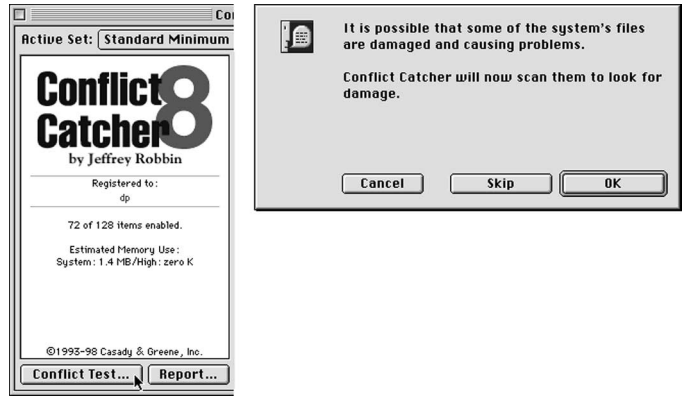 Co
Active Set: Standard Minimum
Conflict 8
Catcher
by Jeffrey Robbin
Registered to:
dp
72 of 128 items enabled.
Estimated Memory Use:
System: 1.4 MB/High: zero K
©1993-98 Casady & Greene, Inc.
Conflict Test... Report...
It is possible that some of the system's files
are damaged and causing problems.
Conflict Catcher will now scan them to look for
damage.
Cancel Skip OK